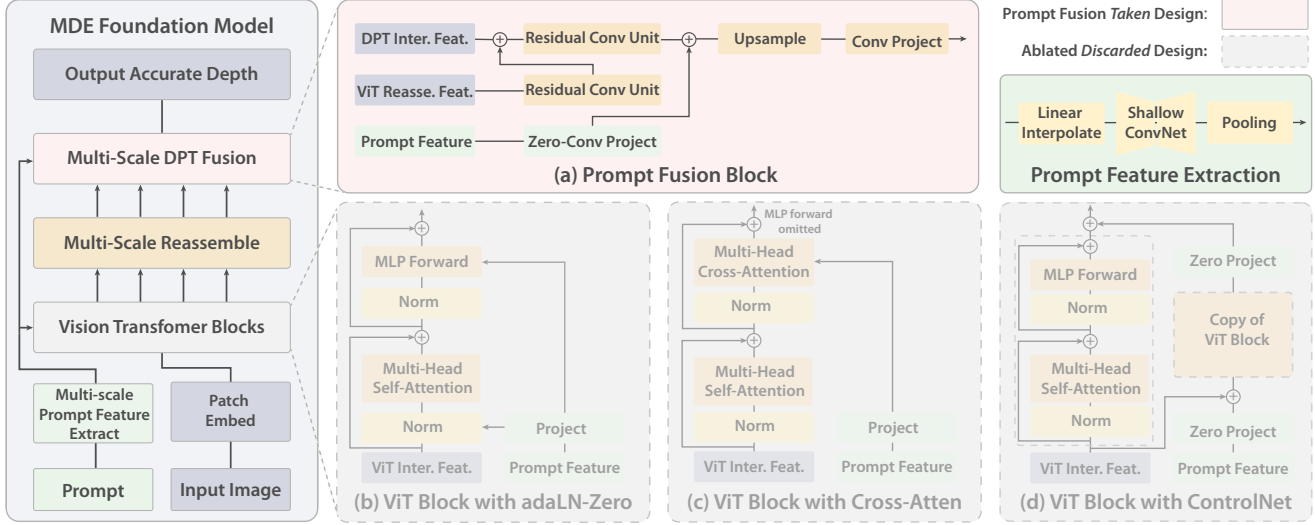 MDE Foundation Model
Output Accurate Depth
Multi-Scale DPT Fusion
Multi-Scale Reassemble
Vision Transfomer Blocks
Multi-scale
Prompt Feature
Extract
Patch
Embed
Prompt
Input Image
DPT Inter. Feat.
Residual Conv Unit
Upsample
Conv Project
ViT Reasse. Feat.
Residual Conv Unit
Prompt Feature
Zero-Conv Project
(a) Prompt Fusion Block
Prompt Fusion Taken Design:
Ablated Discarded Design:
Linear
Interpolate
Shallow
ConvNet
Pooling
Prompt Feature Extraction
MLP Forward
Norm
Multi-Head
Self-Attention
Norm
Project
ViT Inter. Feat.
Prompt Feature
(b) ViT Block with adaLN-Zero
MLP forward
omitted
Multi-Head
Cross-Attention
Norm
Multi-Head
Self-Attention
Norm
Project
ViT Inter. Feat.
Prompt Feature
(c) ViT Block with Cross-Atten
MLP Forward
Norm
Multi-Head
Self-Attention
Norm
Zero Project
Copy of
ViT Block
Zero Project
ViT Inter. Feat.
Prompt Feature
(d) ViT Block with ControlNet